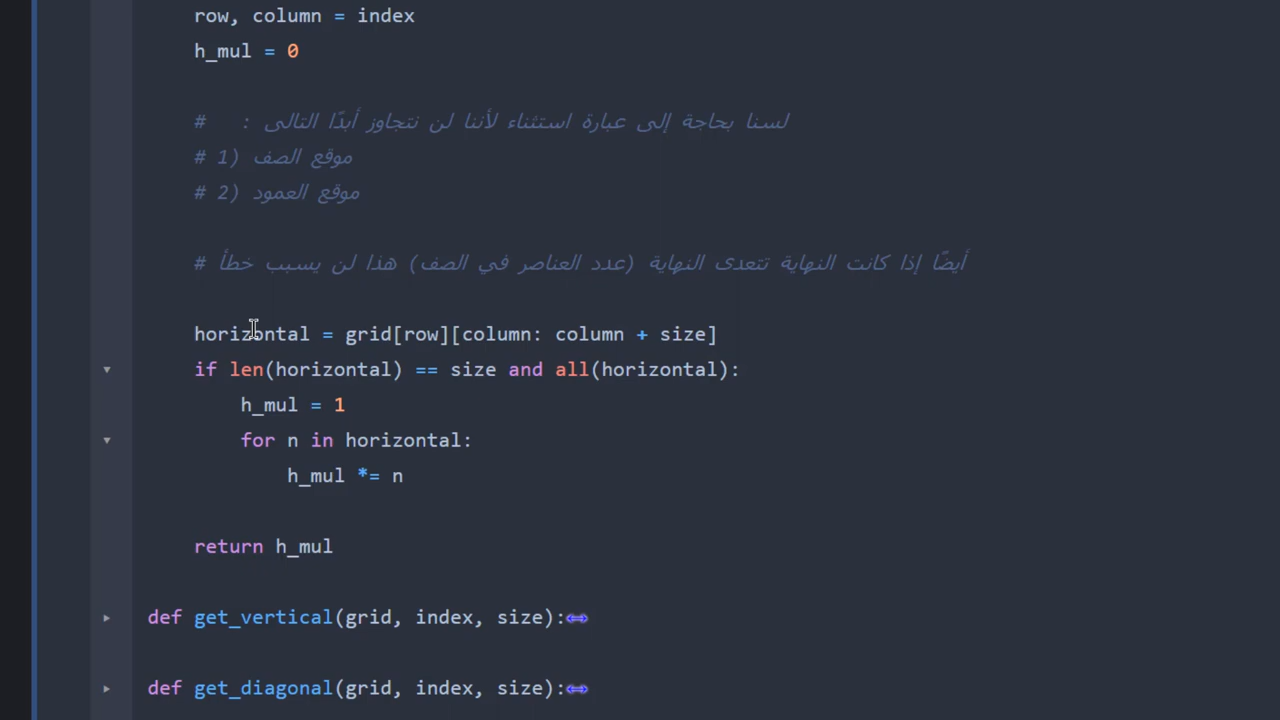 row, column = index
h_mul = 0
# لسنا بحاجة إلى عبارة استثناء لأننا لن نتجاوز أبدًا التالى :
# 1) موقع الصف
# 2) موقع العمود
# أيضًا إذا كانت النهاية تتعدى النهاية (عدد العناصر في الصف) هذا لن يسبب خطأ
horizontal = grid[row][column: column + size]
if len(horizontal) == size and all(horizontal):
h_mul = 1
for n in horizontal:
h_mul *= n
return h_mul
def get_vertical(grid, index, size):
def get_diagonal(grid, index, size):